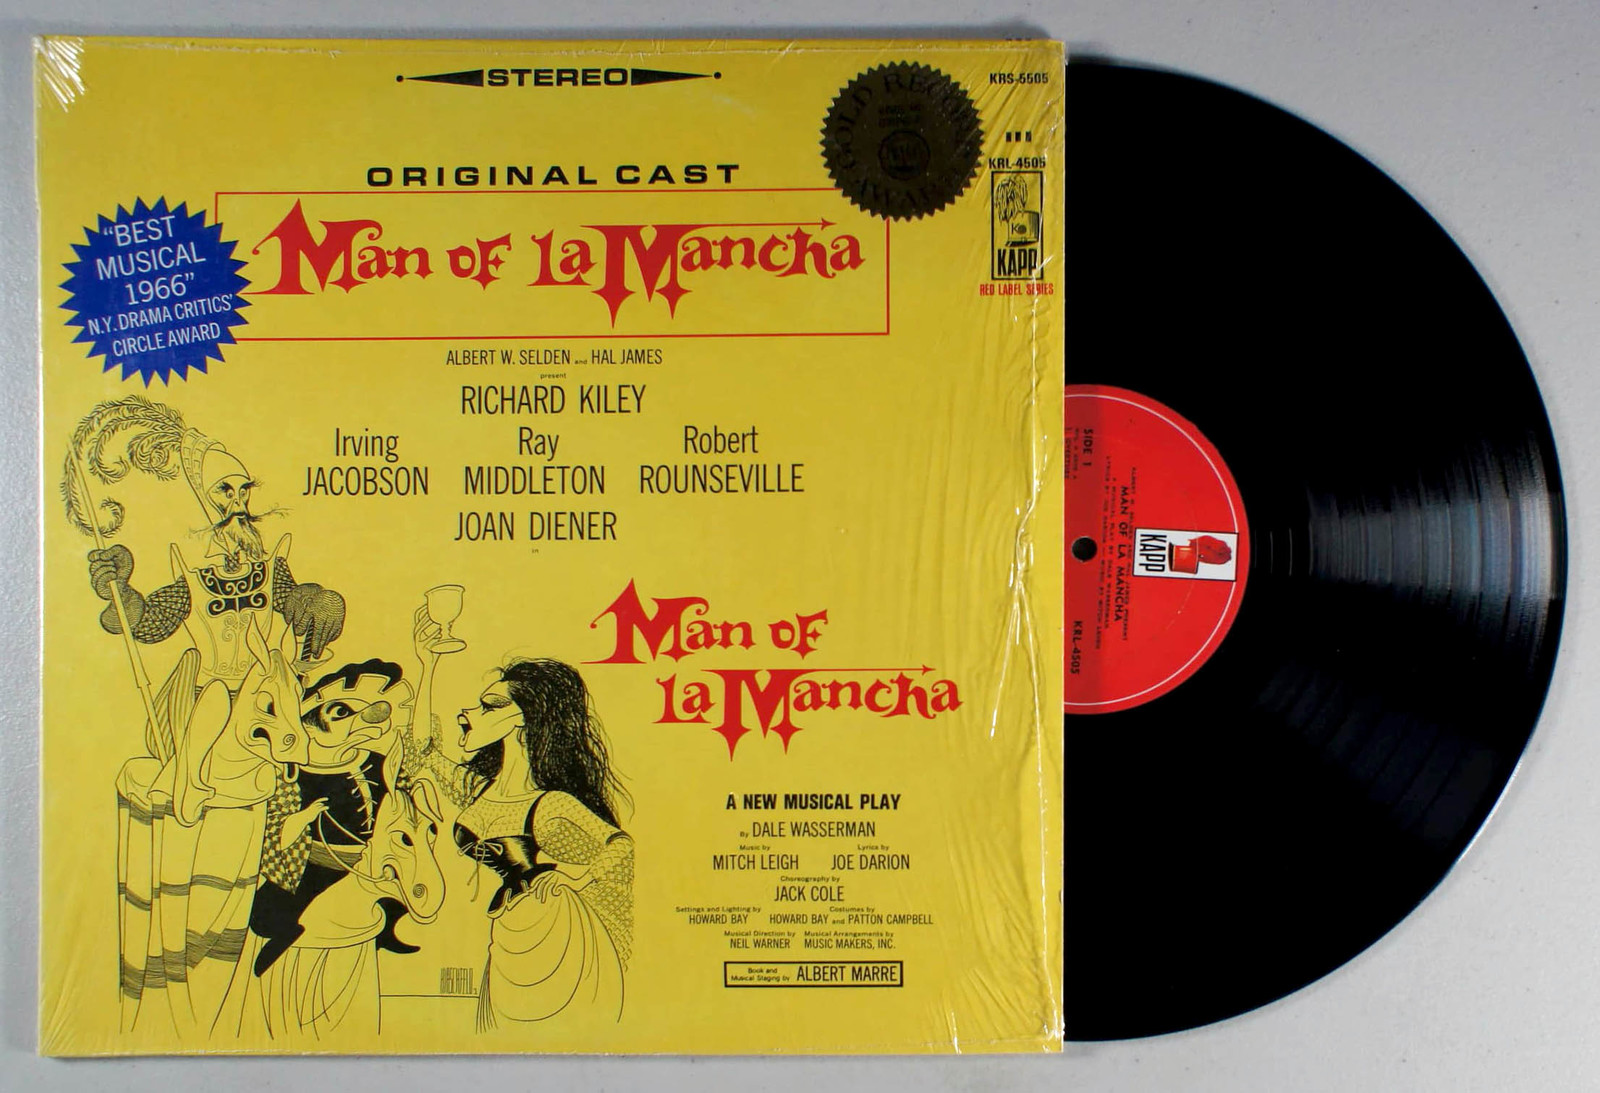 STEREO
KRS-5505
GOLD RECORD
AWARD
KRL-4505
KAPP
RED LABEL SERIES
ORIGINAL CAST
Man of La Mancha
"BEST
MUSICAL
1966"
N.Y. DRAMA CRITICS'
CIRCLE AWARD
ALBERT W. SELDEN and HAL JAMES
present
RICHARD KILEY
Irving Ray Robert
JACOBSON MIDDLETON ROUNSEVILLE
JOAN DIENER
in
Man of
La Mancha
A NEW MUSICAL PLAY
By DALE WASSERMAN
Music by Lyrics by
MITCH LEIGH JOE DARION
Choreography by
JACK COLE
Settings and Lighting by Costumes by
HOWARD BAY HOWARD BAY and PATTON CAMPBELL
Musical Direction by Musical Arrangements by
NEIL WARNER MUSIC MAKERS, INC.
Book and
Musical Staging by ALBERT MARRE
HIRSCHFELD
KAPP
MAN OF LA MANCHA
SIDE 1
KRL-4505